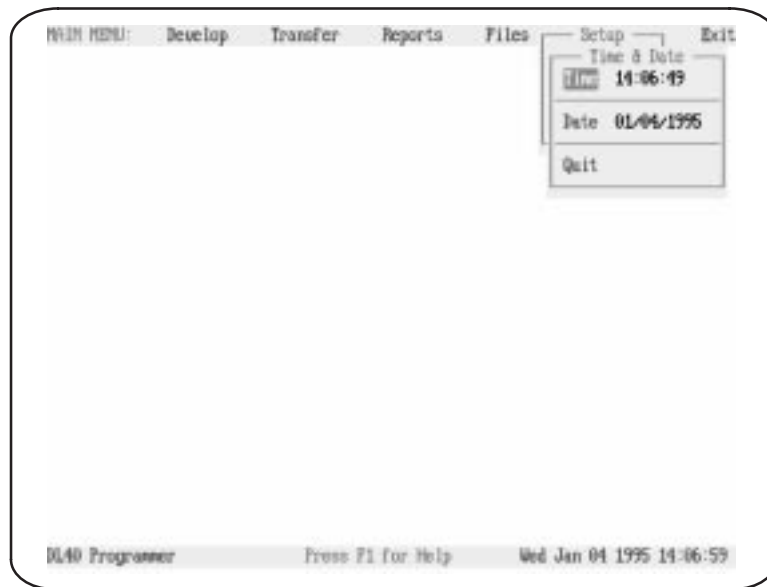 MAIN MENU: Develop Transfer Reports Files Setup Exit
Time & Date
Time 14:06:49
Date 01/04/1995
Quit
DL40 Programmer Press F1 for Help Wed Jan 04 1995 14:06:59